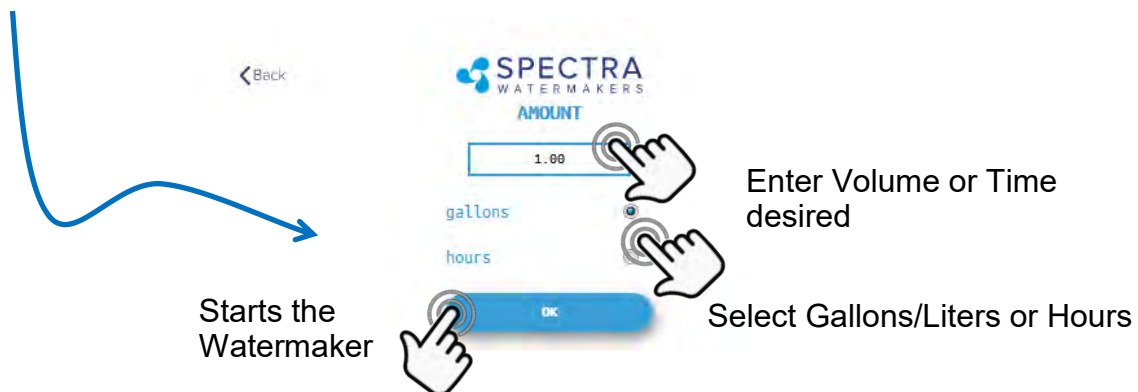 Back
SPECTRA
WATERMAKERS
AMOUNT
1.00
Enter Volume or Time
desired
gallons
hours
Select Gallons/Liters or Hours
Starts the
Watermaker
OK